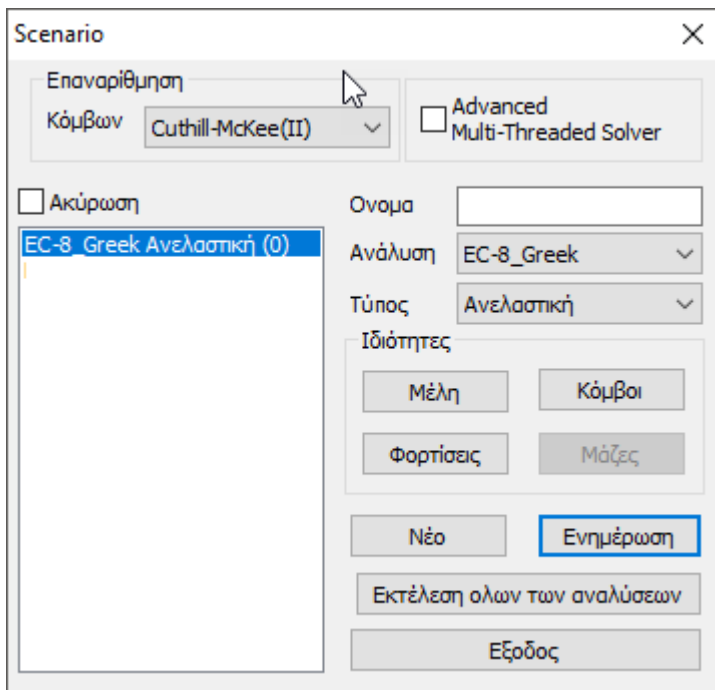 Scenario
Επαναρίθμηση
Κόμβων
Cuthill-McKee(II)
Advanced
Multi-Threaded Solver
Ακύρωση
EC-8_Greek Ανελαστική (0)
Ονομα
Ανάλυση
EC-8_Greek
Τύπος
Ανελαστική
Ιδιότητες
Μέλη
Κόμβοι
Φορτίσεις
Μάζες
Νέο
Ενημέρωση
Εκτέλεση ολων των αναλύσεων
Εξοδος